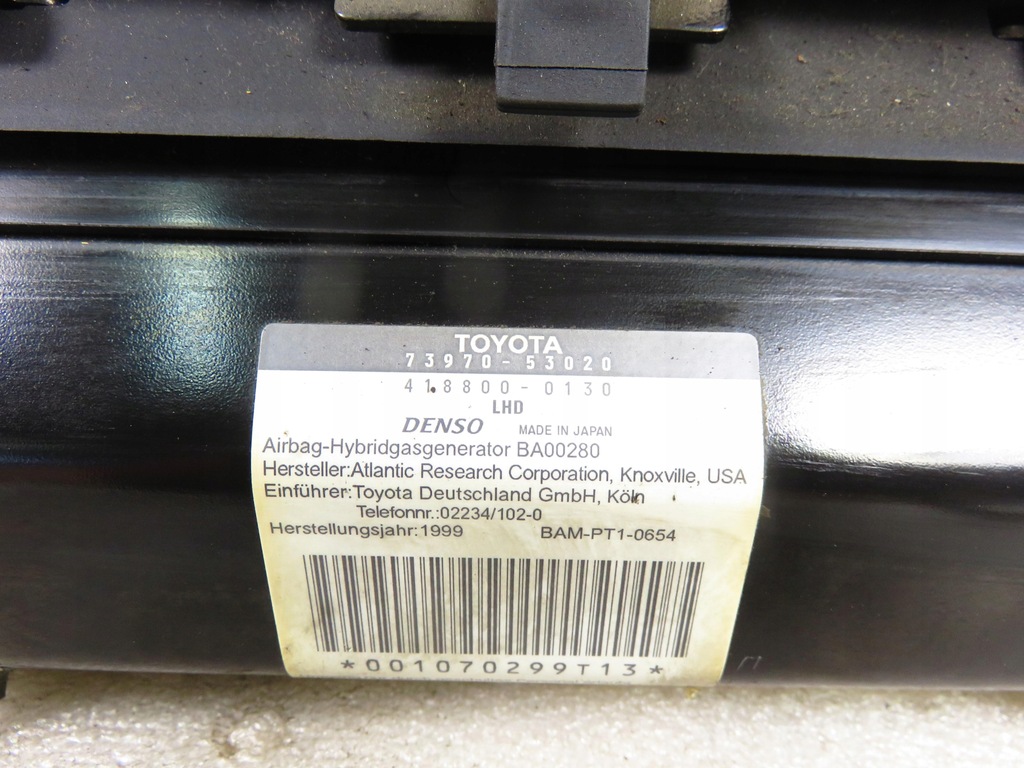 TOYOTA
73970-53020
418800-0130
LHD
DENSO MADE IN JAPAN
Airbag-Hybridgasgenerator BA00280
Hersteller:Atlantic Research Corporation, Knoxville, USA
Einführer:Toyota Deutschland GmbH, Köln
Telefonnr.:02234/102-0
Herstellungsjahr:1999 BAM-PT1-0654
*001070299T13*